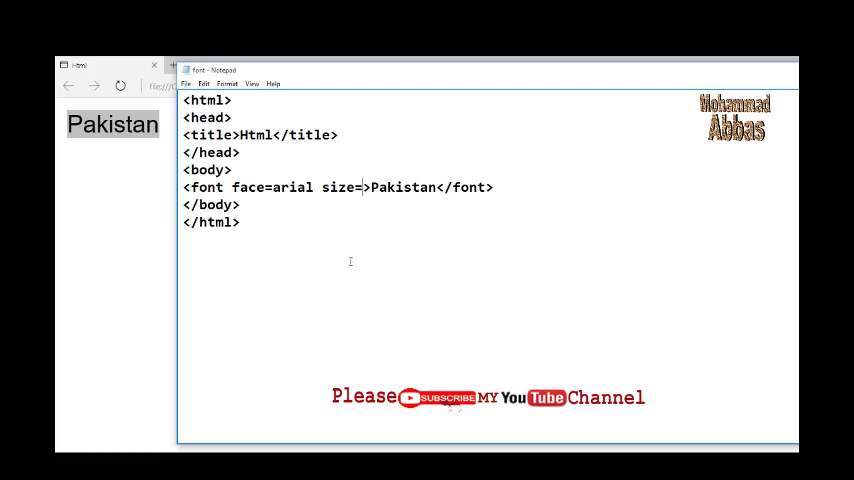 Html
font - Notepad
file:///C
File Edit Format View Help
Pakistan
<html>
<head>
<title>Html</title>
</head>
<body>
<font face=arial size=>Pakistan</font>
</body>
</html>
Mohammad
Abbas
Please SUBSCRIBE MY YouTube Channel